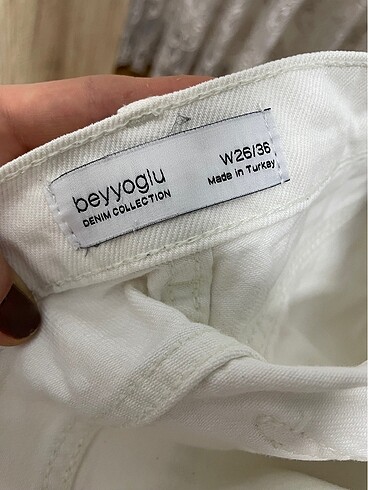 beyyoglu
DENIM COLLECTION
W26/36
Made in Turkey